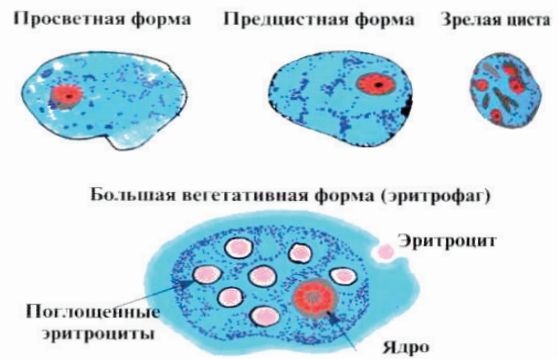 Просветная форма
Предцистная форма
Зрелая циста
Большая вегетативная форма (эритрофаг)
Эритроцит
Поглощенные
эритроциты
Ядро